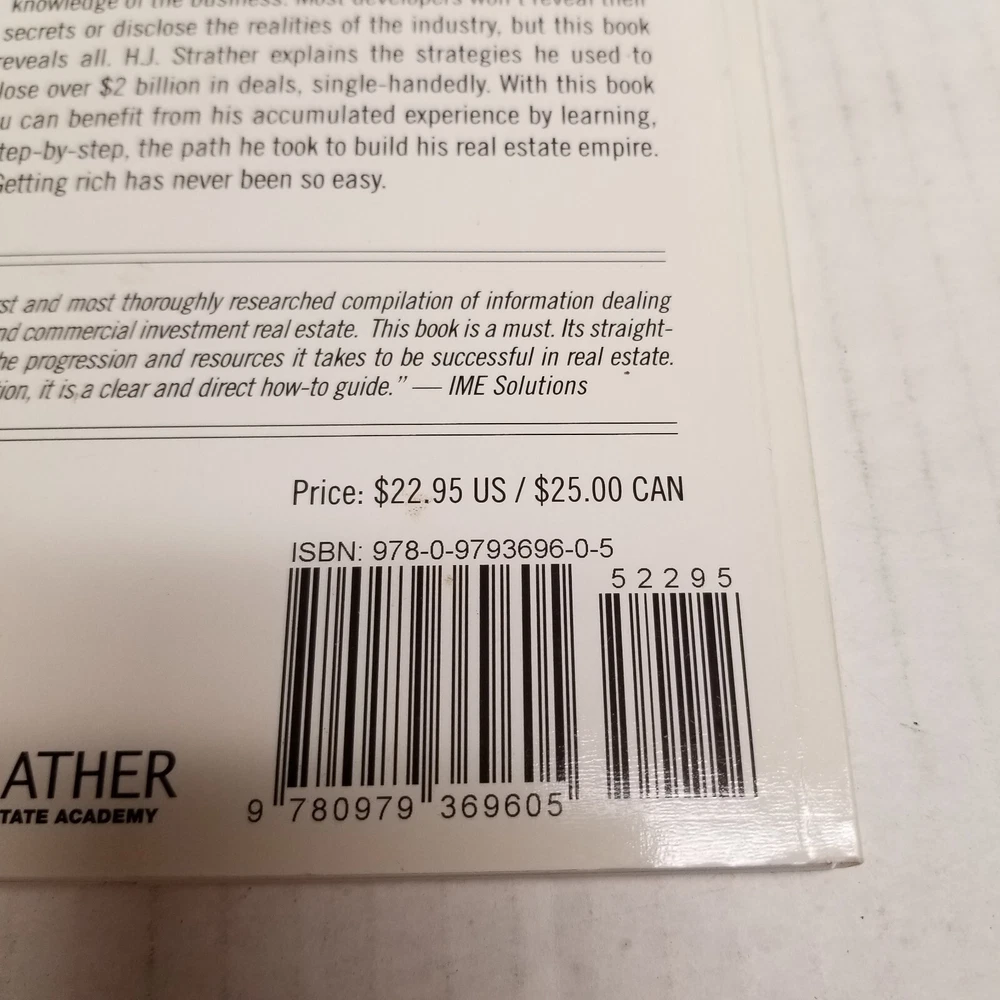 knowledge of the business. Most developers won't reveal their
secrets or disclose the realities of the industry, but this book
reveals all. H.J. Strather explains the strategies he used to
lose over $2 billion in deals, single-handedly. With this book
u can benefit from his accumulated experience by learning,
tep-by-step, the path he took to build his real estate empire.
Getting rich has never been so easy.
rst and most thoroughly researched compilation of information dealing
nd commercial investment real estate. This book is a must. Its straight-
he progression and resources it takes to be successful in real estate.
ion, it is a clear and direct how-to guide." — IME Solutions
Price: $22.95 US / $25.00 CAN
ISBN: 978-0-9793696-0-5
52295
9 780979 369605
ATHER
TATE ACADEMY